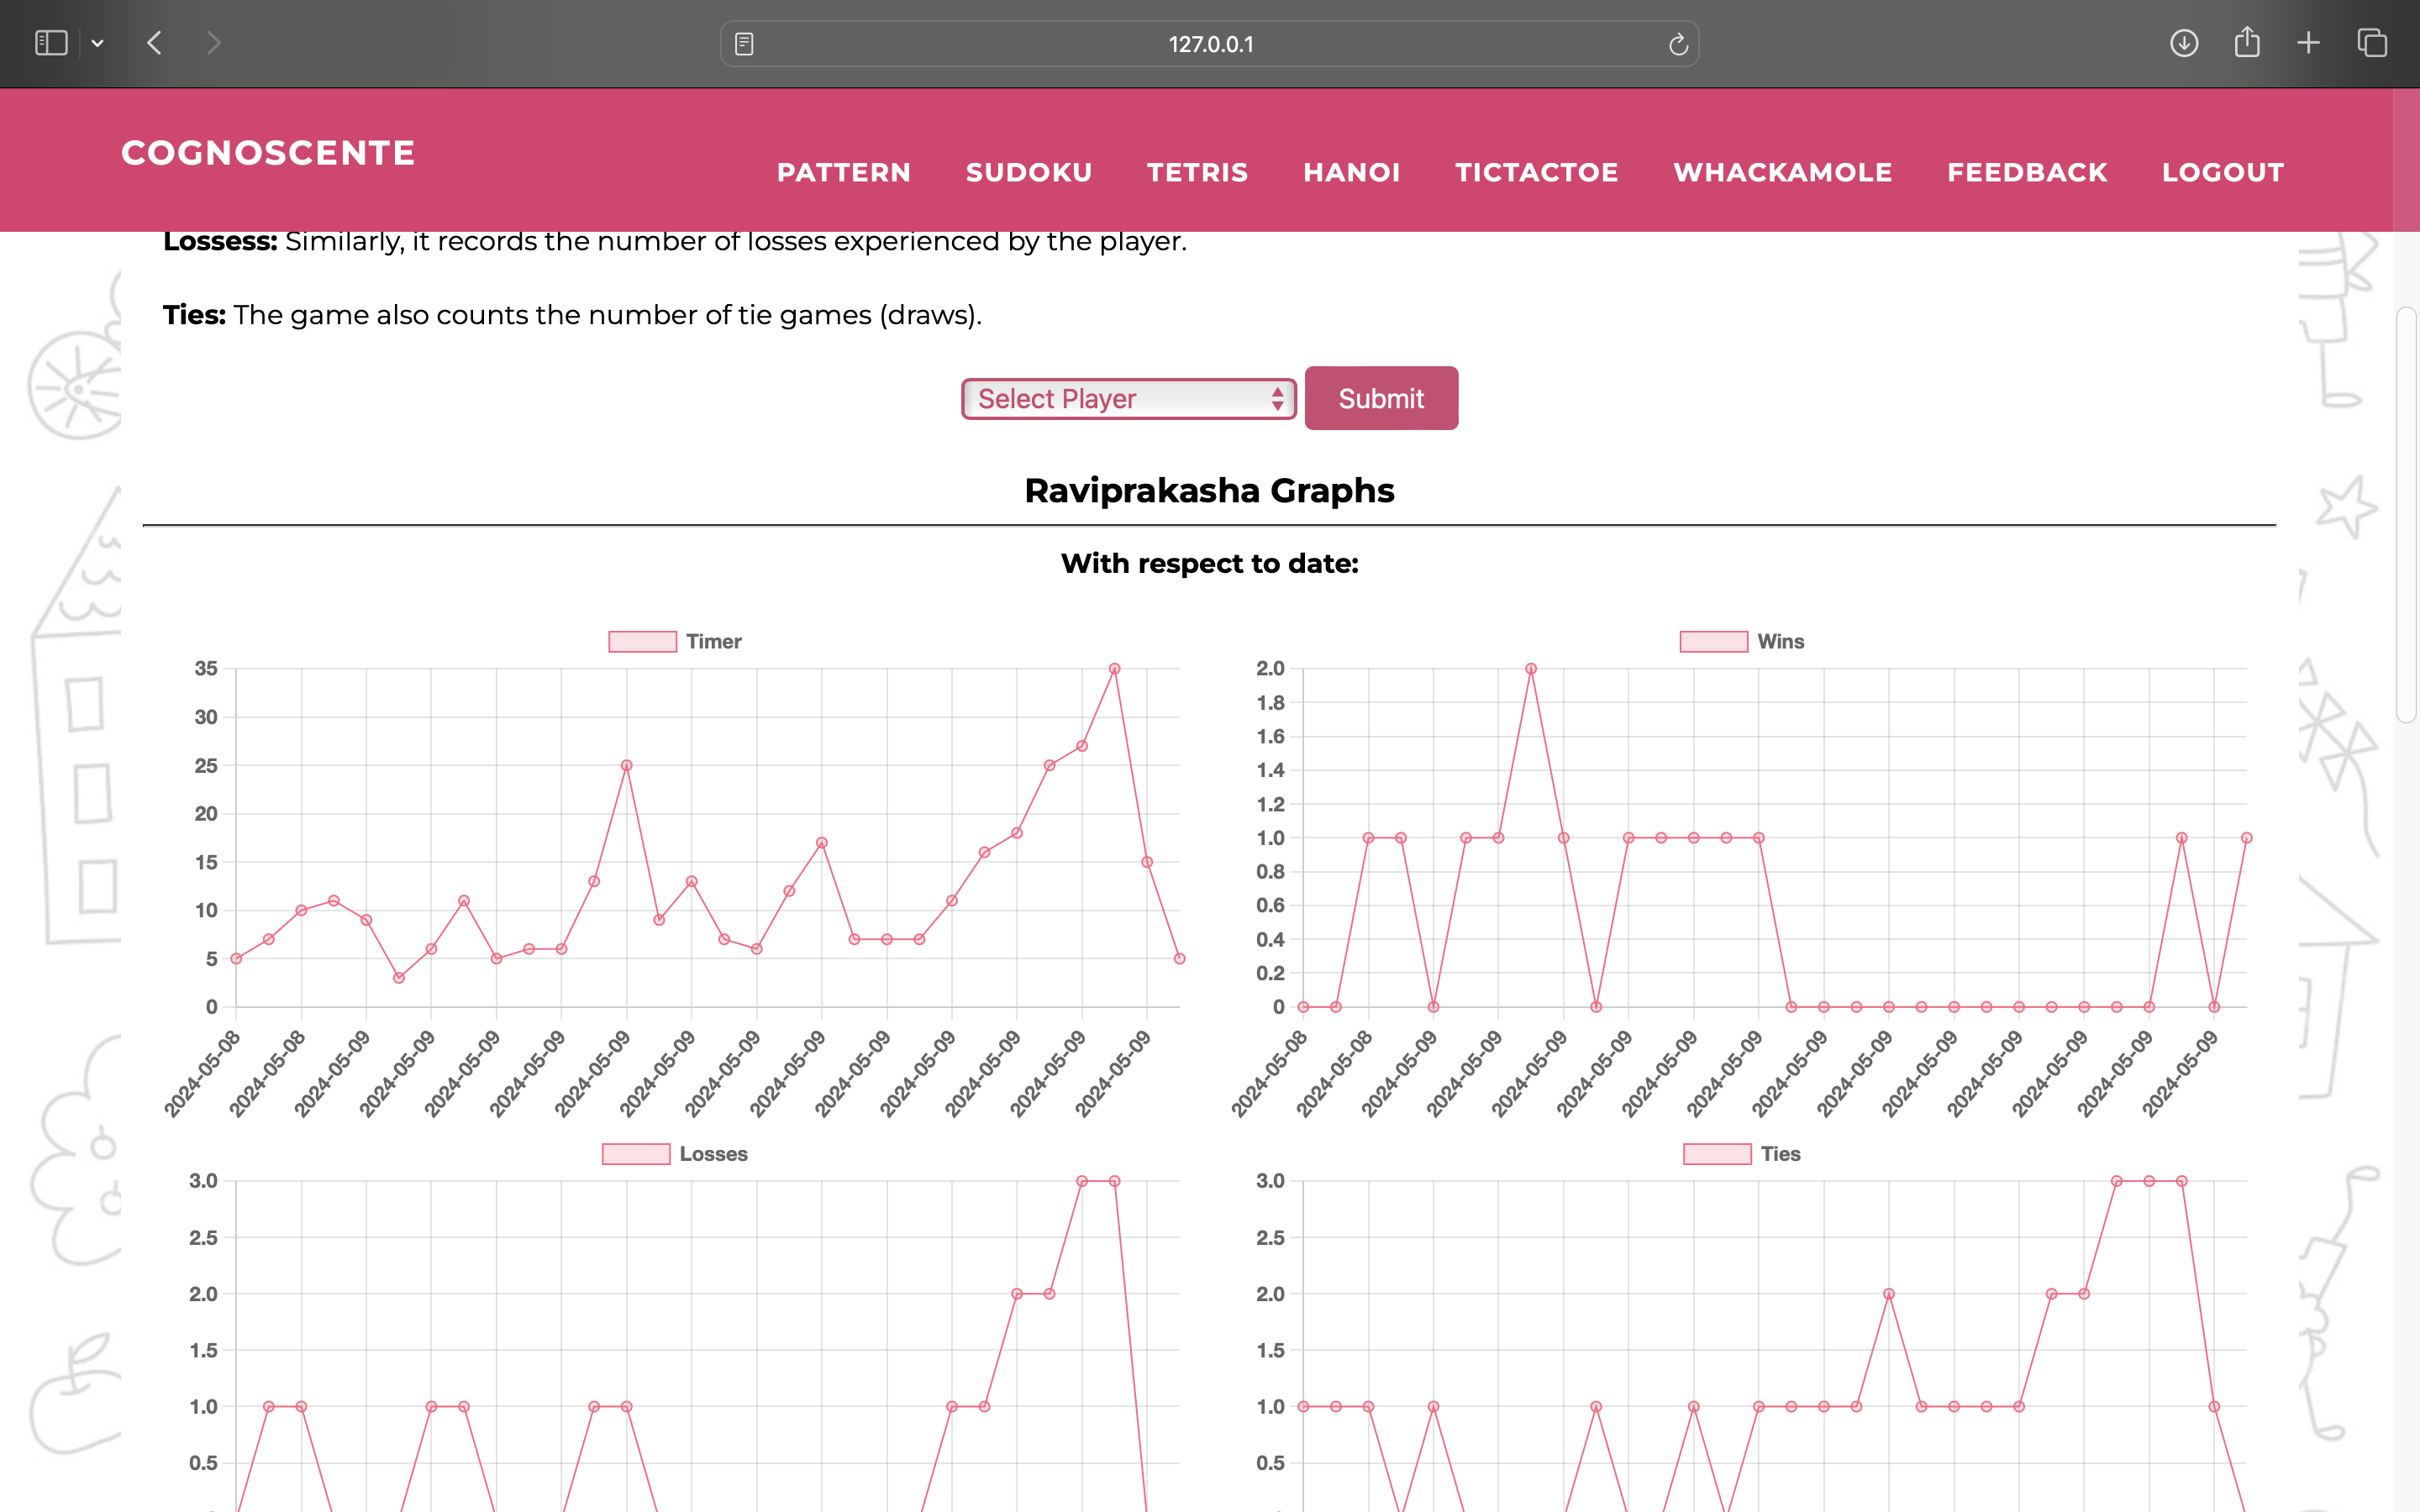 127.0.0.1
COGNOSCENTE
PATTERN SUDOKU TETRIS HANOI TICTACTOE WHACKAMOLE FEEDBACK LOGOUT
Lossess: Similarly, it records the number of losses experienced by the player.
Ties: The game also counts the number of tie games (draws).
Select Player Submit
Raviprakasha Graphs
With respect to date:
Timer
35
30
25
20
15
10
5
0
2024-05-08 2024-05-08 2024-05-09 2024-05-09 2024-05-09 2024-05-09 2024-05-09 2024-05-09 2024-05-09 2024-05-09 2024-05-09 2024-05-09 2024-05-09 2024-05-09 2024-05-09
Wins
2.0
1.8
1.6
1.4
1.2
1.0
0.8
0.6
0.4
0.2
0
2024-05-08 2024-05-08 2024-05-09 2024-05-09 2024-05-09 2024-05-09 2024-05-09 2024-05-09 2024-05-09 2024-05-09 2024-05-09 2024-05-09 2024-05-09 2024-05-09 2024-05-09
Losses
3.0
2.5
2.0
1.5
1.0
0.5
Ties
3.0
2.5
2.0
1.5
1.0
0.5